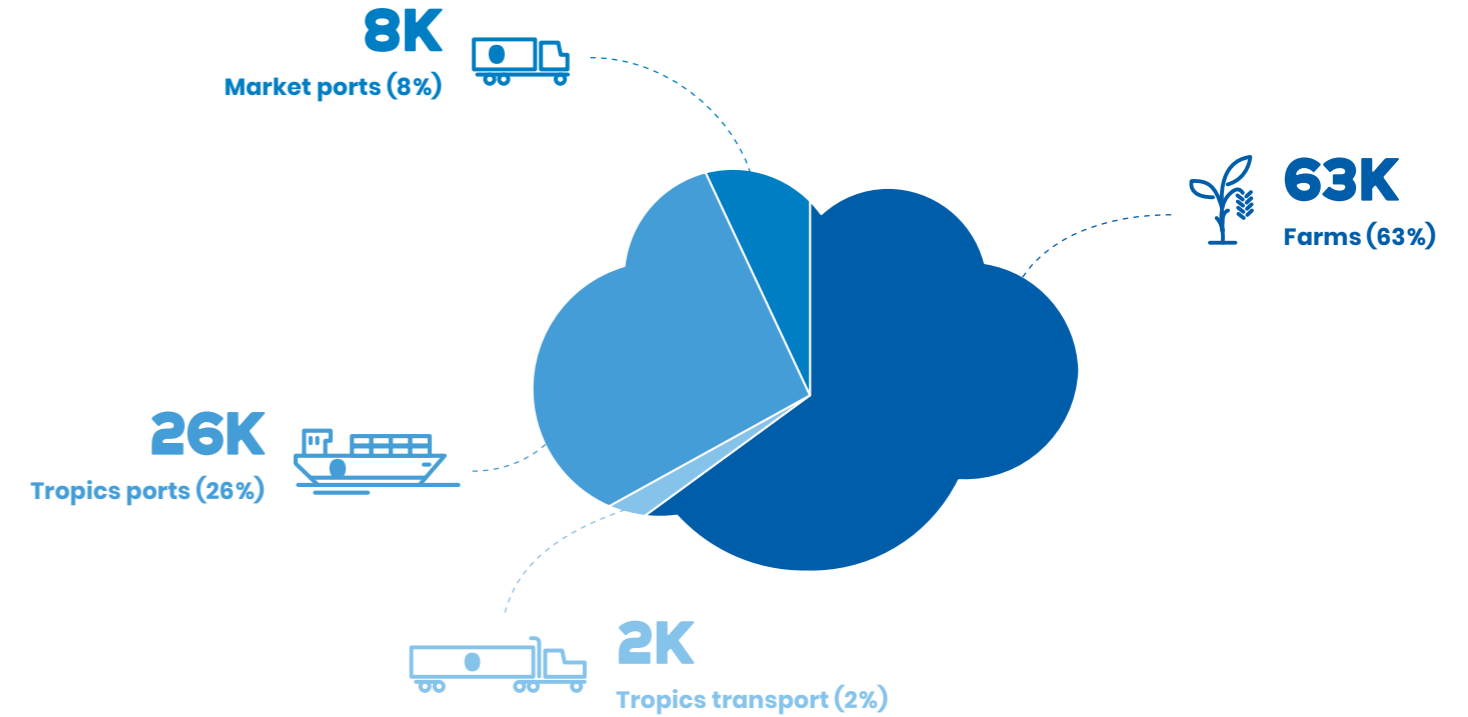 8K
Market ports (8%)
63K
Farms (63%)
26K
Tropics ports (26%)
2K
Tropics transport (2%)